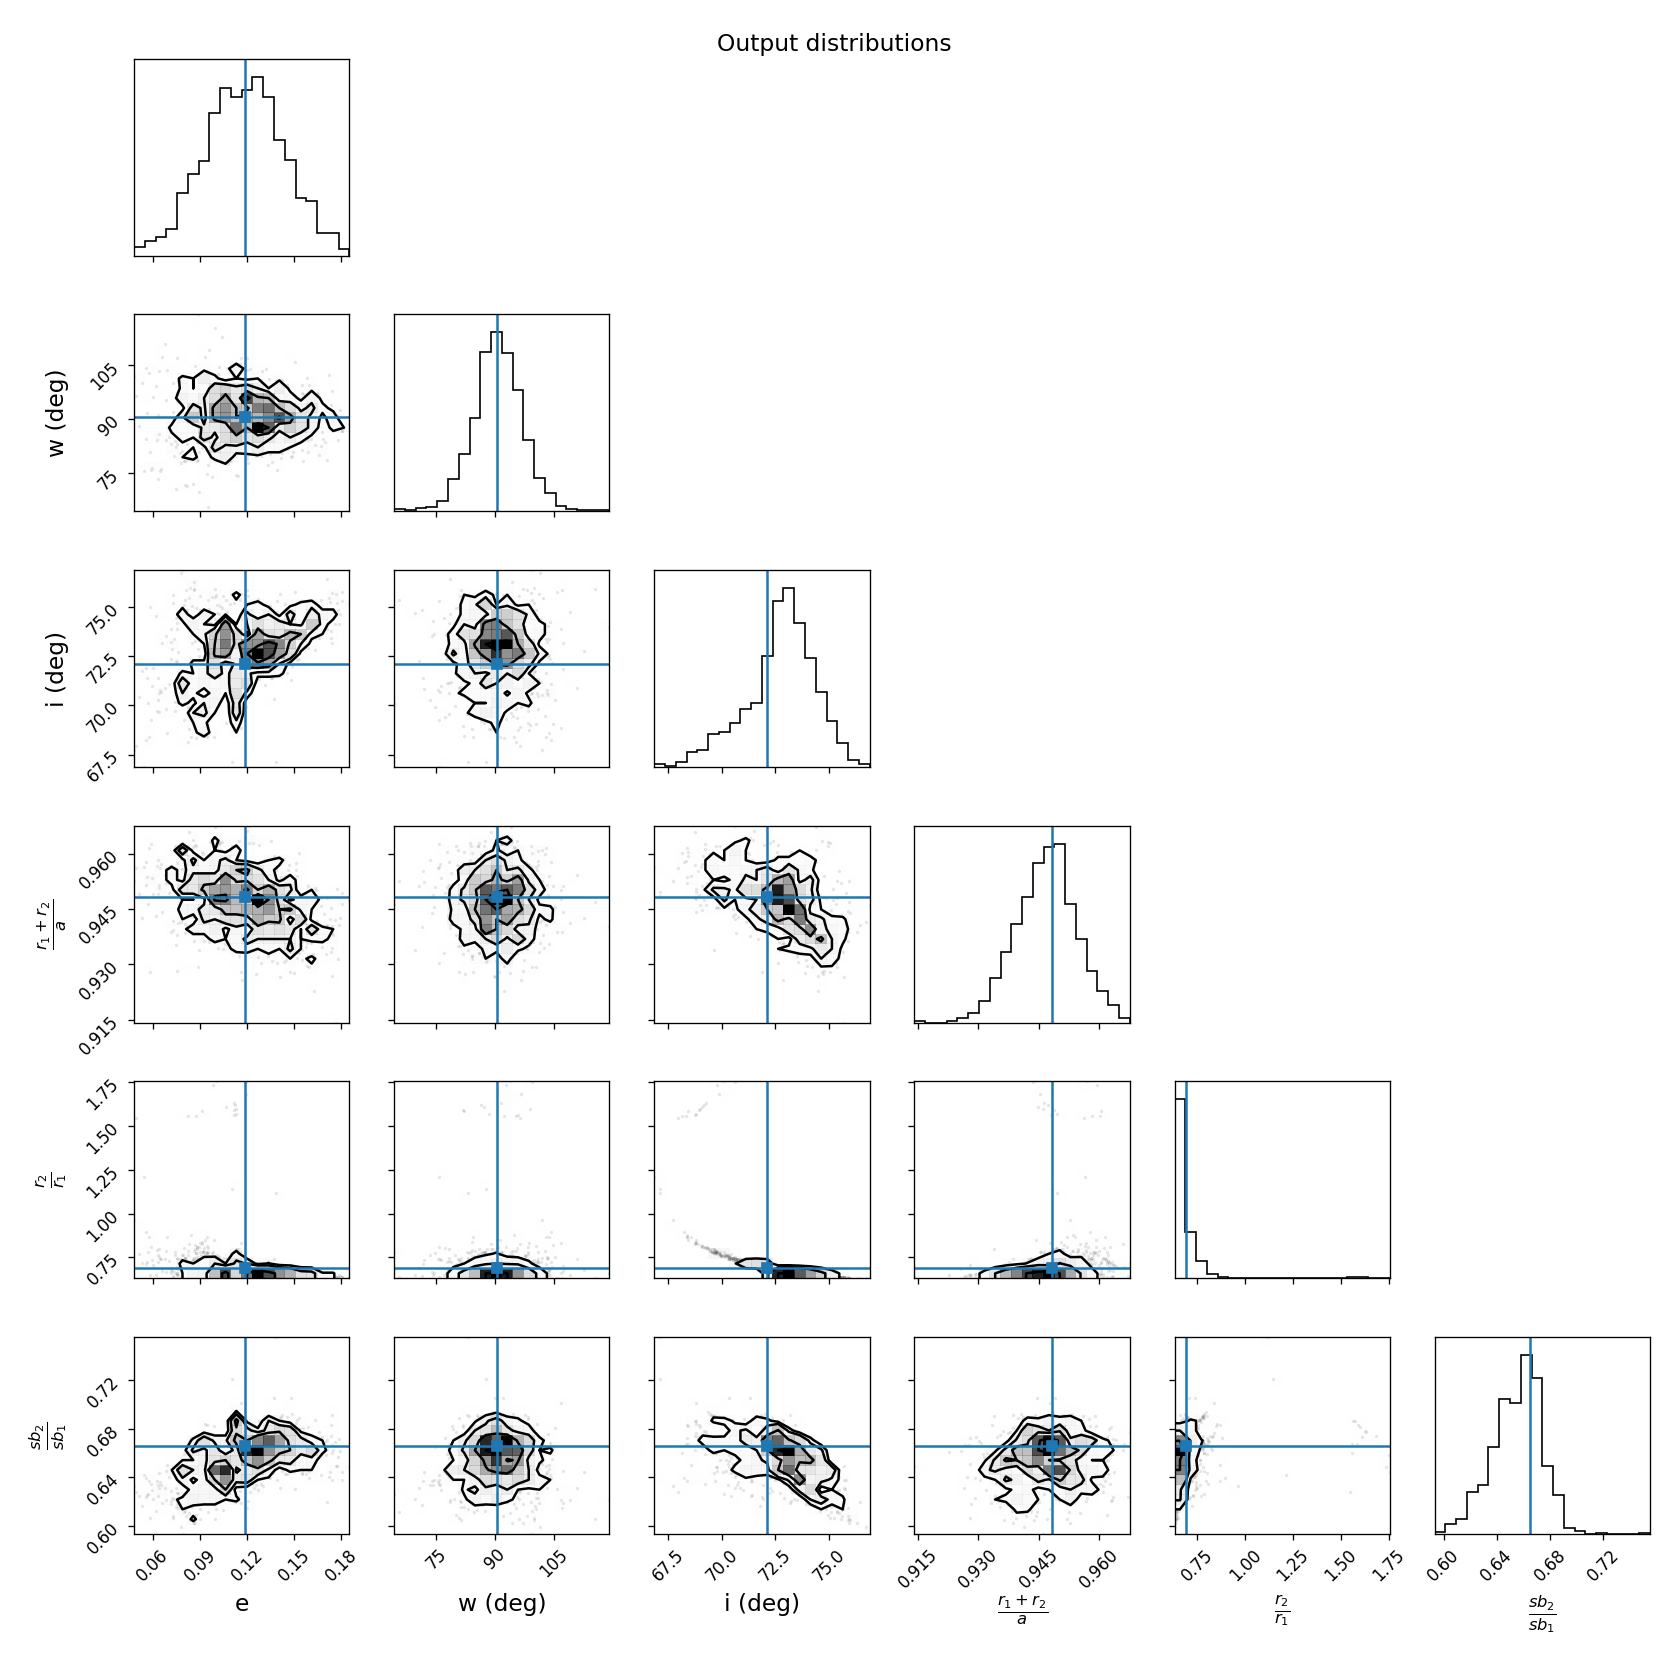 Output distributions
w (deg)
105
90
75
i (deg)
75.0
72.5
70.0
67.5
r₁ + r₂
a
0.960
0.945
0.930
0.915
r₂
r₁
1.75
1.50
1.25
1.00
0.75
sb₂
sb₁
0.72
0.68
0.64
0.60
0.06 0.09 0.12 0.15 0.18
75 90 105
67.5 70.0 72.5 75.0
0.915 0.930 0.945 0.960
0.75 1.00 1.25 1.50 1.75
0.60 0.64 0.68 0.72
e
w (deg)
i (deg)
r₁ + r₂
a
r₂
r₁
sb₂
sb₁